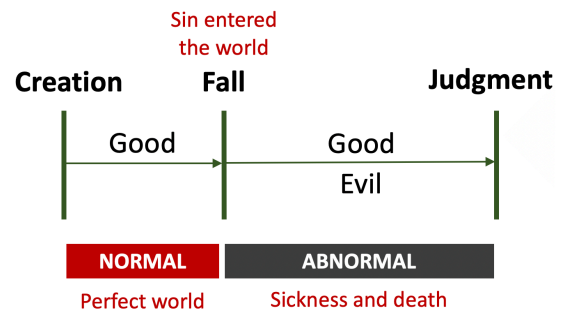 Sin entered
the world
Creation
Fall
Judgment
Good
Good
Evil
NORMAL
ABNORMAL
Perfect world
Sickness and death